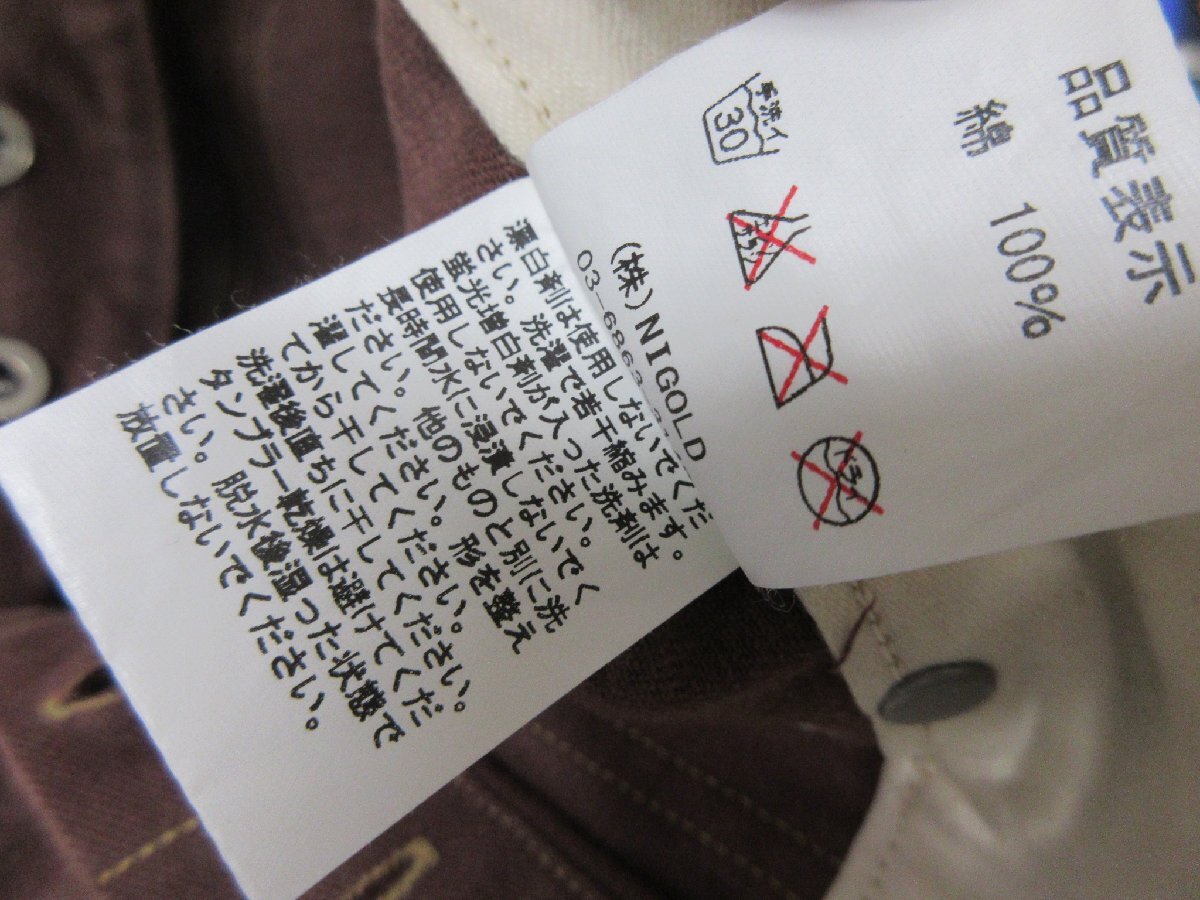 品質表示
綿 100%
手洗イ
30
ドライ
(株)NIGOLD
03-686
漂白剤は使用しないでくだ
さい。洗濯で若干縮みます。
蛍光増白剤が入った洗剤は
使用しないでください。
長時間水に浸漬しないでく
ださい。他のものと別に洗
濯してください。形を整え
てから干してください。
洗濯後直ちに干してください。
タンブラー乾燥は避けてくだ
さい。脱水後湿った状態で
放置しないでください。